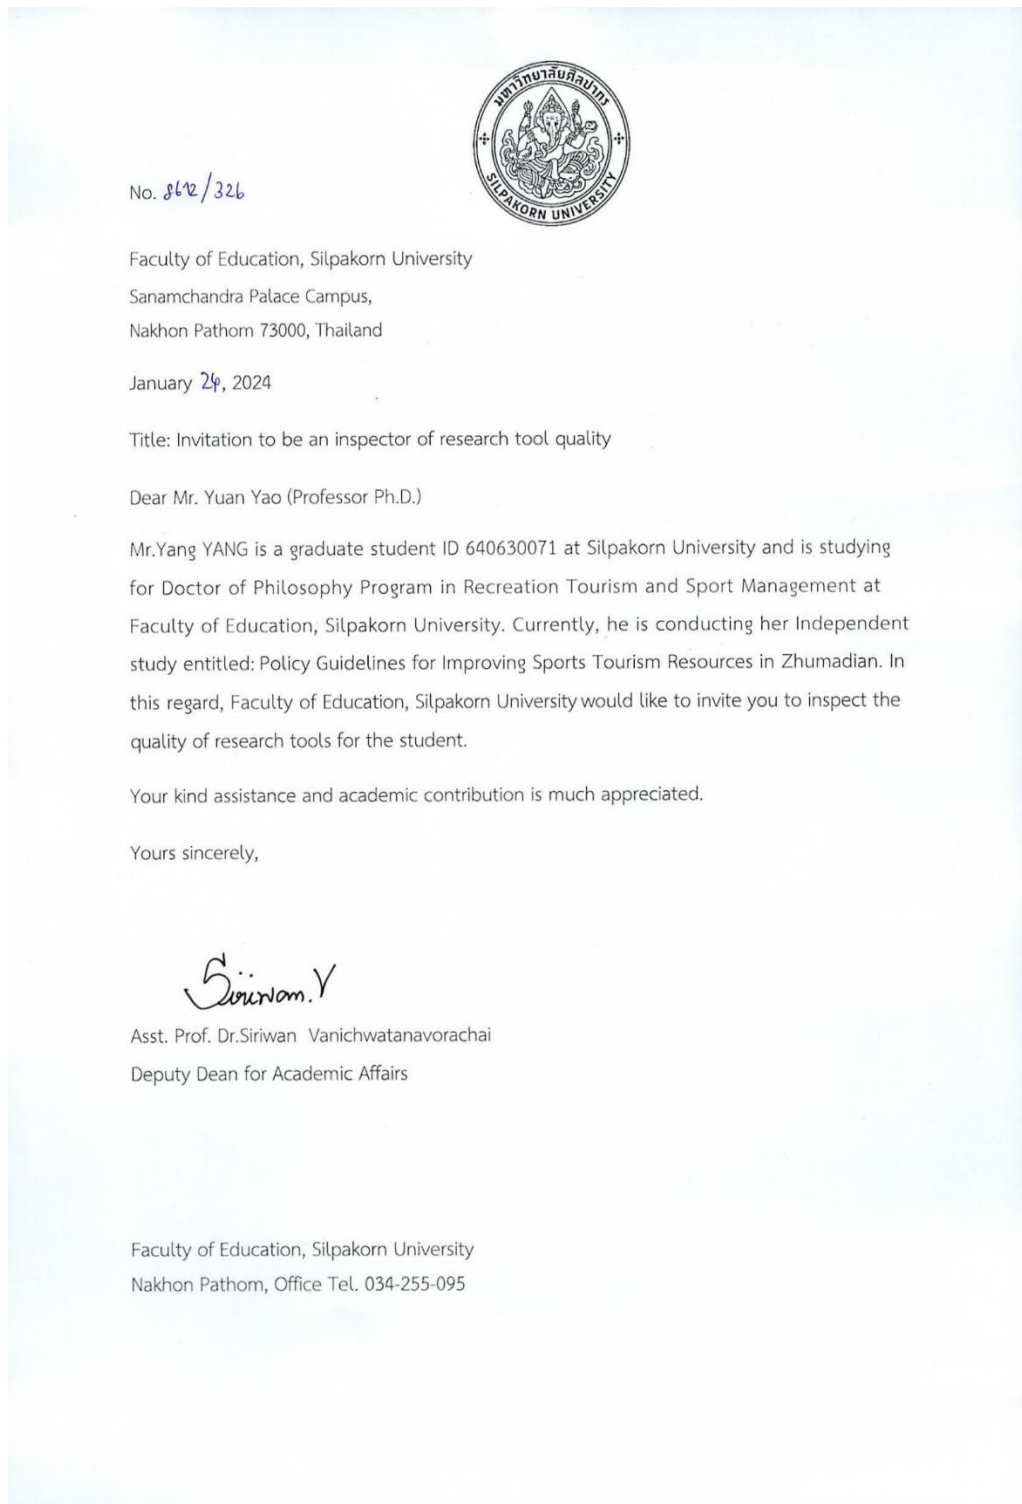 มหาวิทยาลัยศิลปากร
SILPAKORN UNIVERSITY
No. 8612/326
Faculty of Education, Silpakorn University
Sanamchandra Palace Campus,
Nakhon Pathom 73000, Thailand
January 24, 2024
Title: Invitation to be an inspector of research tool quality
Dear Mr. Yuan Yao (Professor Ph.D.)
Mr.Yang YANG is a graduate student ID 640630071 at Silpakorn University and is studying
for Doctor of Philosophy Program in Recreation Tourism and Sport Management at
Faculty of Education, Silpakorn University. Currently, he is conducting her Independent
study entitled: Policy Guidelines for Improving Sports Tourism Resources in Zhumadian. In
this regard, Faculty of Education, Silpakorn University would like to invite you to inspect the
quality of research tools for the student.
Your kind assistance and academic contribution is much appreciated.
Yours sincerely,
Siriwan.V
Asst. Prof. Dr.Siriwan Vanichwatanavorachai
Deputy Dean for Academic Affairs
Faculty of Education, Silpakorn University
Nakhon Pathom, Office Tel. 034-255-095